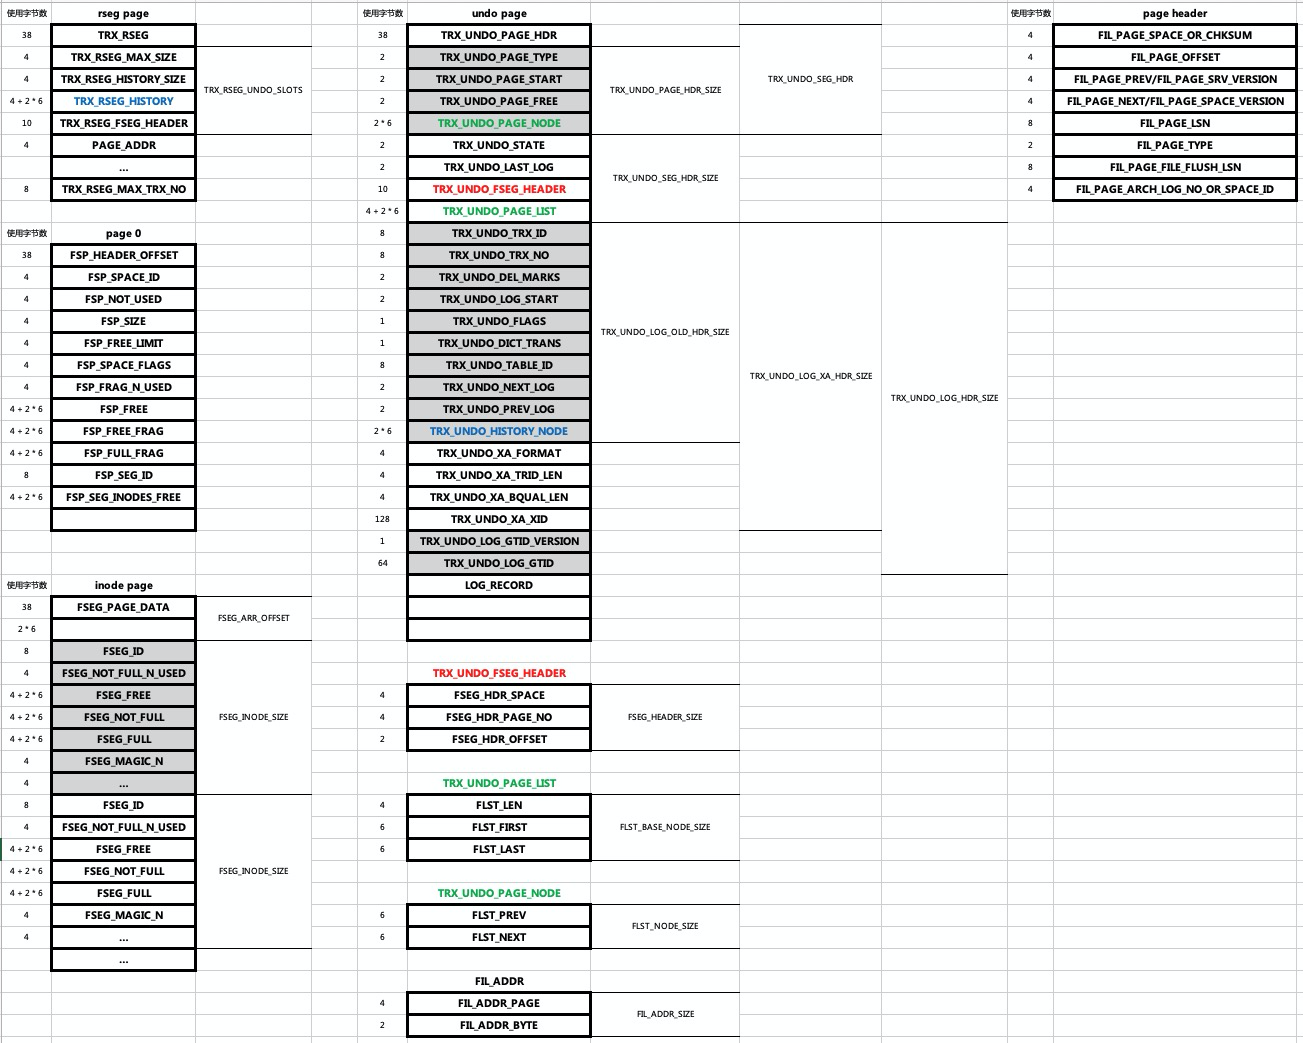 使用字节数 rseg page
38 TRX_RSEG
4 TRX_RSEG_MAX_SIZE
4 TRX_RSEG_HISTORY_SIZE
TRX_RSEG_UNDO_SLOTS
4 + 2 * 6 TRX_RSEG_HISTORY
10 TRX_RSEG_FSEG_HEADER
4 PAGE_ADDR
...
8 TRX_RSEG_MAX_TRX_NO
使用字节数 page 0
38 FSP_HEADER_OFFSET
4 FSP_SPACE_ID
4 FSP_NOT_USED
4 FSP_SIZE
4 FSP_FREE_LIMIT
4 FSP_SPACE_FLAGS
4 FSP_FRAG_N_USED
4 + 2 * 6 FSP_FREE
4 + 2 * 6 FSP_FREE_FRAG
4 + 2 * 6 FSP_FULL_FRAG
8 FSP_SEG_ID
4 + 2 * 6 FSP_SEG_INODES_FREE
使用字节数 inode page
38 FSEG_PAGE_DATA
FSEG_ARR_OFFSET
2 * 6
8 FSEG_ID
4 FSEG_NOT_FULL_N_USED
4 + 2 * 6 FSEG_FREE
4 + 2 * 6 FSEG_NOT_FULL
FSEG_INODE_SIZE
4 + 2 * 6 FSEG_FULL
4 FSEG_MAGIC_N
4 ...
8 FSEG_ID
4 FSEG_NOT_FULL_N_USED
4 + 2 * 6 FSEG_FREE
4 + 2 * 6 FSEG_NOT_FULL
FSEG_INODE_SIZE
4 + 2 * 6 FSEG_FULL
4 FSEG_MAGIC_N
4 ...
...
使用字节数 undo page
38 TRX_UNDO_PAGE_HDR
2 TRX_UNDO_PAGE_TYPE
2 TRX_UNDO_PAGE_START
TRX_UNDO_PAGE_HDR_SIZE
TRX_UNDO_SEG_HDR
2 TRX_UNDO_PAGE_FREE
2 * 6 TRX_UNDO_PAGE_NODE
2 TRX_UNDO_STATE
2 TRX_UNDO_LAST_LOG
TRX_UNDO_SEG_HDR_SIZE
10 TRX_UNDO_FSEG_HEADER
4 + 2 * 6 TRX_UNDO_PAGE_LIST
8 TRX_UNDO_TRX_ID
8 TRX_UNDO_TRX_NO
2 TRX_UNDO_DEL_MARKS
2 TRX_UNDO_LOG_START
1 TRX_UNDO_FLAGS
TRX_UNDO_LOG_OLD_HDR_SIZE
1 TRX_UNDO_DICT_TRANS
8 TRX_UNDO_TABLE_ID
TRX_UNDO_LOG_XA_HDR_SIZE
2 TRX_UNDO_NEXT_LOG
TRX_UNDO_LOG_HDR_SIZE
2 TRX_UNDO_PREV_LOG
2 * 6 TRX_UNDO_HISTORY_NODE
4 TRX_UNDO_XA_FORMAT
4 TRX_UNDO_XA_TRID_LEN
4 TRX_UNDO_XA_BQUAL_LEN
128 TRX_UNDO_XA_XID
1 TRX_UNDO_LOG_GTID_VERSION
64 TRX_UNDO_LOG_GTID
LOG_RECORD
TRX_UNDO_FSEG_HEADER
4 FSEG_HDR_SPACE
4 FSEG_HDR_PAGE_NO FSEG_HEADER_SIZE
2 FSEG_HDR_OFFSET
TRX_UNDO_PAGE_LIST
4 FLST_LEN
6 FLST_FIRST FLST_BASE_NODE_SIZE
6 FLST_LAST
TRX_UNDO_PAGE_NODE
6 FLST_PREV
FLST_NODE_SIZE
6 FLST_NEXT
FIL_ADDR
4 FIL_ADDR_PAGE
FIL_ADDR_SIZE
2 FIL_ADDR_BYTE
使用字节数 page header
4 FIL_PAGE_SPACE_OR_CHKSUM
4 FIL_PAGE_OFFSET
4 FIL_PAGE_PREV/FIL_PAGE_SRV_VERSION
4 FIL_PAGE_NEXT/FIL_PAGE_SPACE_VERSION
8 FIL_PAGE_LSN
2 FIL_PAGE_TYPE
8 FIL_PAGE_FILE_FLUSH_LSN
4 FIL_PAGE_ARCH_LOG_NO_OR_SPACE_ID